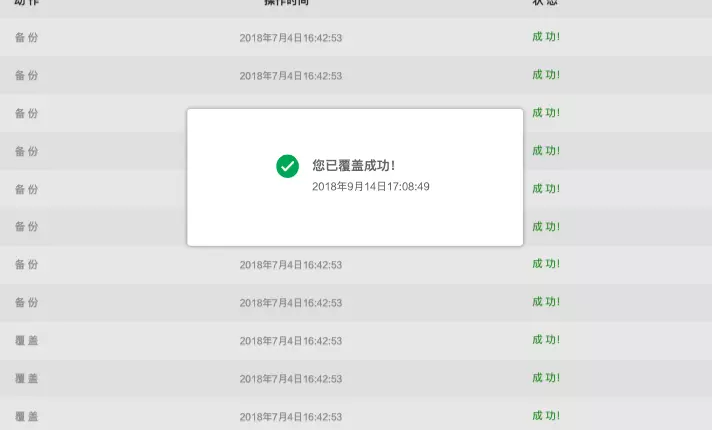 动 作 操作时间 状 态
备 份 2018年7月4日16:42:53 成 功!
备 份 2018年7月4日16:42:53 成 功!
备 份 成 功!
备 份 成 功!
您已覆盖成功!
2018年9月14日17:08:49
备 份 成 功!
备 份 成 功!
备 份 2018年7月4日16:42:53 成 功!
备 份 2018年7月4日16:42:53 成 功!
覆 盖 2018年7月4日16:42:53 成 功!
覆 盖 2018年7月4日16:42:53 成 功!
覆 盖 2018年7月4日16:42:53 成 功!